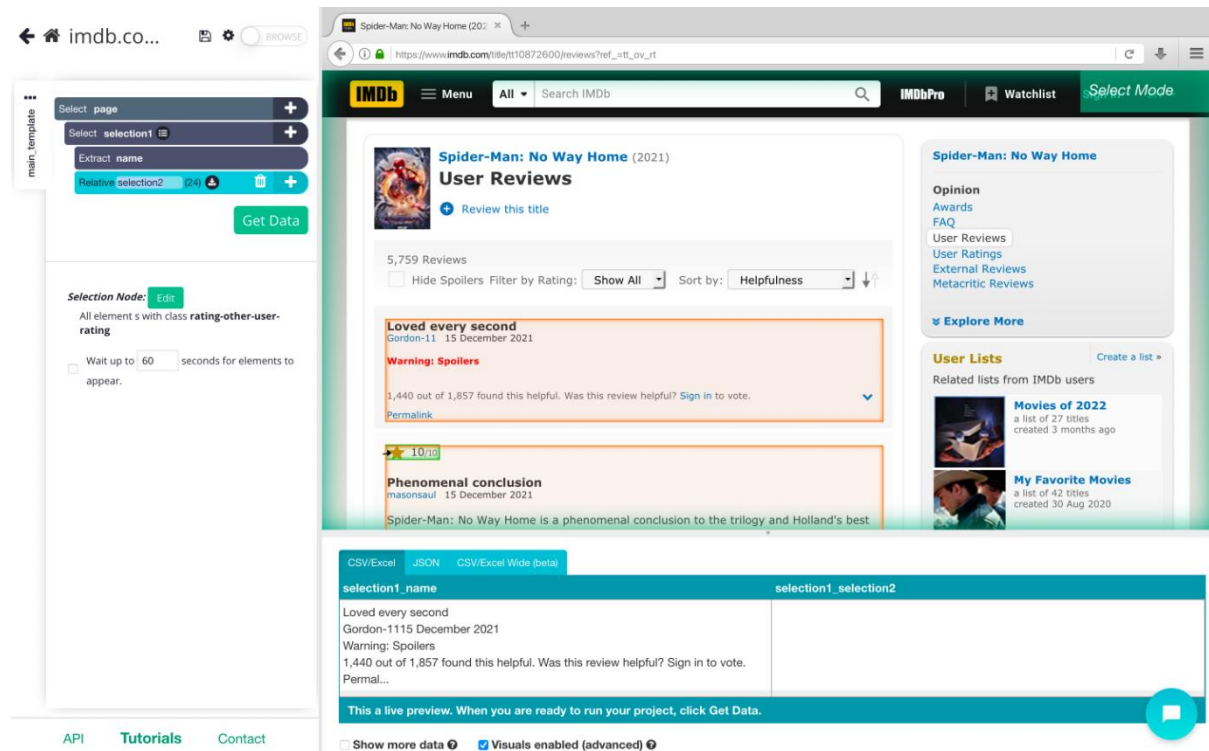 imdb.co...
BROWSE
main_template
Select page
Select selection1
Extract name
Relative selection2 (24)
Get Data
Selection Node: Edit
All element s with class rating-other-user-
rating
Wait up to 60 seconds for elements to
appear.
API Tutorials Contact
Spider-Man: No Way Home (202
https://www.imdb.com/title/tt10872600/reviews?ref_=tt_ov_rt
IMDb Menu All Search IMDb IMDbPro Watchlist Select Mode
Spider-Man: No Way Home (2021)
User Reviews
Review this title
5,759 Reviews
Hide Spoilers Filter by Rating: Show All Sort by: Helpfulness
Loved every second
Gordon-11 15 December 2021
Warning: Spoilers
1,440 out of 1,857 found this helpful. Was this review helpful? Sign in to vote.
Permalink
10/10
Phenomenal conclusion
masonsaul 15 December 2021
Spider-Man: No Way Home is a phenomenal conclusion to the trilogy and Holland's best
Spider-Man: No Way Home
Opinion
Awards
FAQ
User Reviews
User Ratings
External Reviews
Metacritic Reviews
Explore More
User Lists Create a list »
Related lists from IMDb users
Movies of 2022
a list of 27 titles
created 3 months ago
My Favorite Movies
a list of 42 titles
created 30 Aug 2020
CSV/Excel JSON CSV/Excel Wide (beta)
selection1_name selection1_selection2
Loved every second
Gordon-1115 December 2021
Warning: Spoilers
1,440 out of 1,857 found this helpful. Was this review helpful? Sign in to vote.
Permal...
This a live preview. When you are ready to run your project, click Get Data.
Show more data Visuals enabled (advanced)